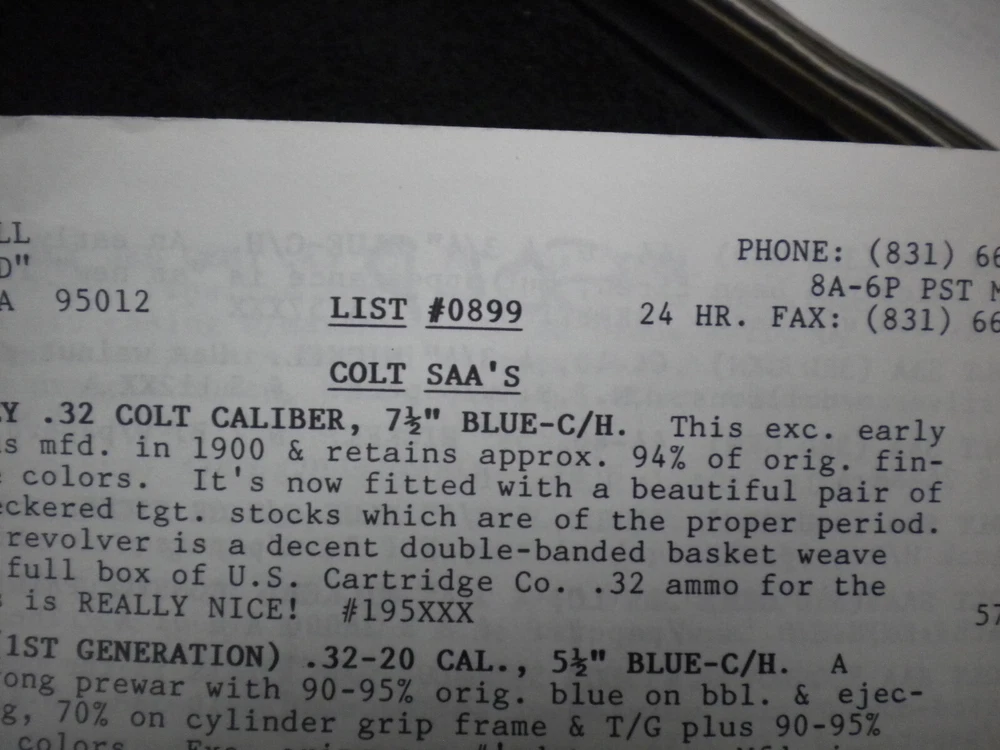 LL
D"
A 95012
PHONE: (831) 66
8A-6P PST M
24 HR. FAX: (831) 66
LIST #0899
COLT SAA'S
Y .32 COLT CALIBER, 7½" BLUE-C/H. This exc. early
s mfd. in 1900 & retains approx. 94% of orig. fin-
e colors. It's now fitted with a beautiful pair of
eckered tgt. stocks which are of the proper period.
revolver is a decent double-banded basket weave
full box of U.S. Cartridge Co. .32 ammo for the
s is REALLY NICE! #195XXX 57
1ST GENERATION) .32-20 CAL., 5½" BLUE-C/H. A
ong prewar with 90-95% orig. blue on bbl. & ejec-
g, 70% on cylinder grip frame & T/G plus 90-95%
colors.